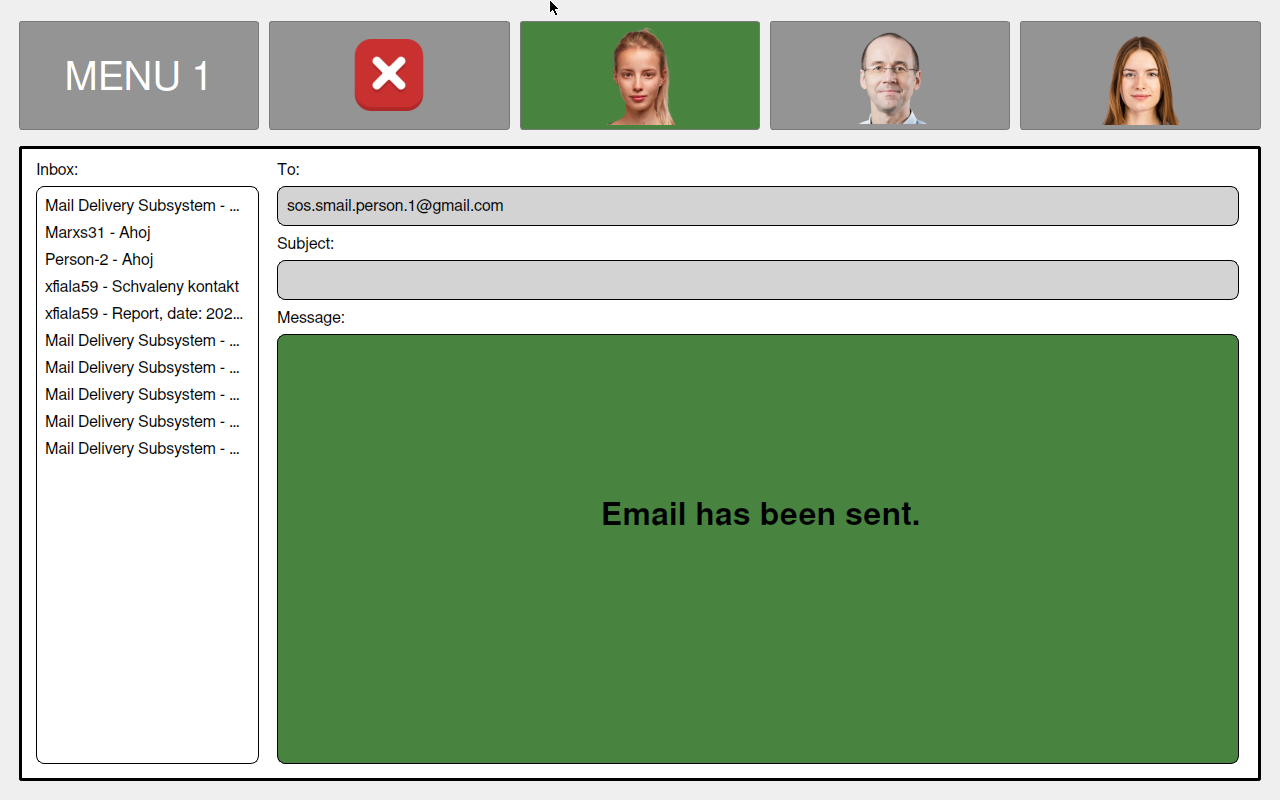 MENU 1
Inbox:
Mail Delivery Subsystem - ...
Marxs31 - Ahoj
Person-2 - Ahoj
xfiala59 - Schvaleny kontakt
xfiala59 - Report, date: 202...
Mail Delivery Subsystem - ...
Mail Delivery Subsystem - ...
Mail Delivery Subsystem - ...
Mail Delivery Subsystem - ...
Mail Delivery Subsystem - ...
To:
sos.smail.person.1@gmail.com
Subject:
Message:
Email has been sent.